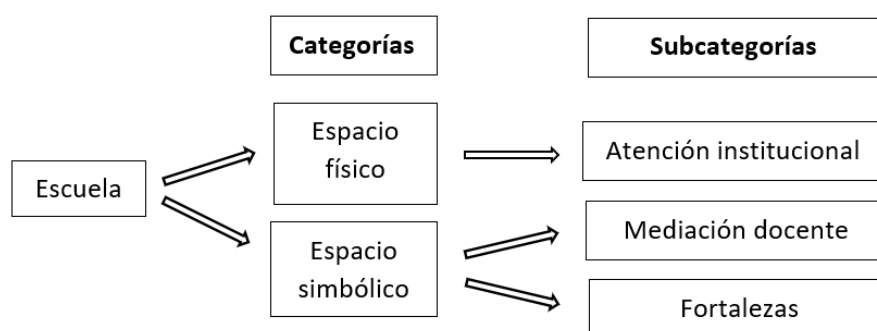 Categorías
Subcategorías
Espacio
físico
Atención institucional
Escuela
Mediación docente
Espacio
simbólico
Fortalezas